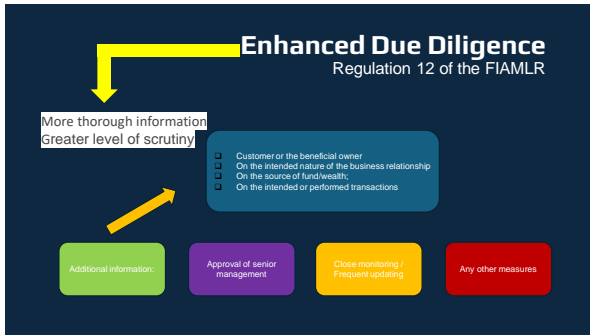 Enhanced Due Diligence
Regulation 12 of the FIAMLR
More thorough information
Greater level of scrutiny
Customer or the beneficial owner
On the intended nature of the business relationship
On the source of fund/wealth;
On the intended or performed transactions
Additional information:
Approval of senior
management
Close monitoring /
Frequent updating
Any other measures